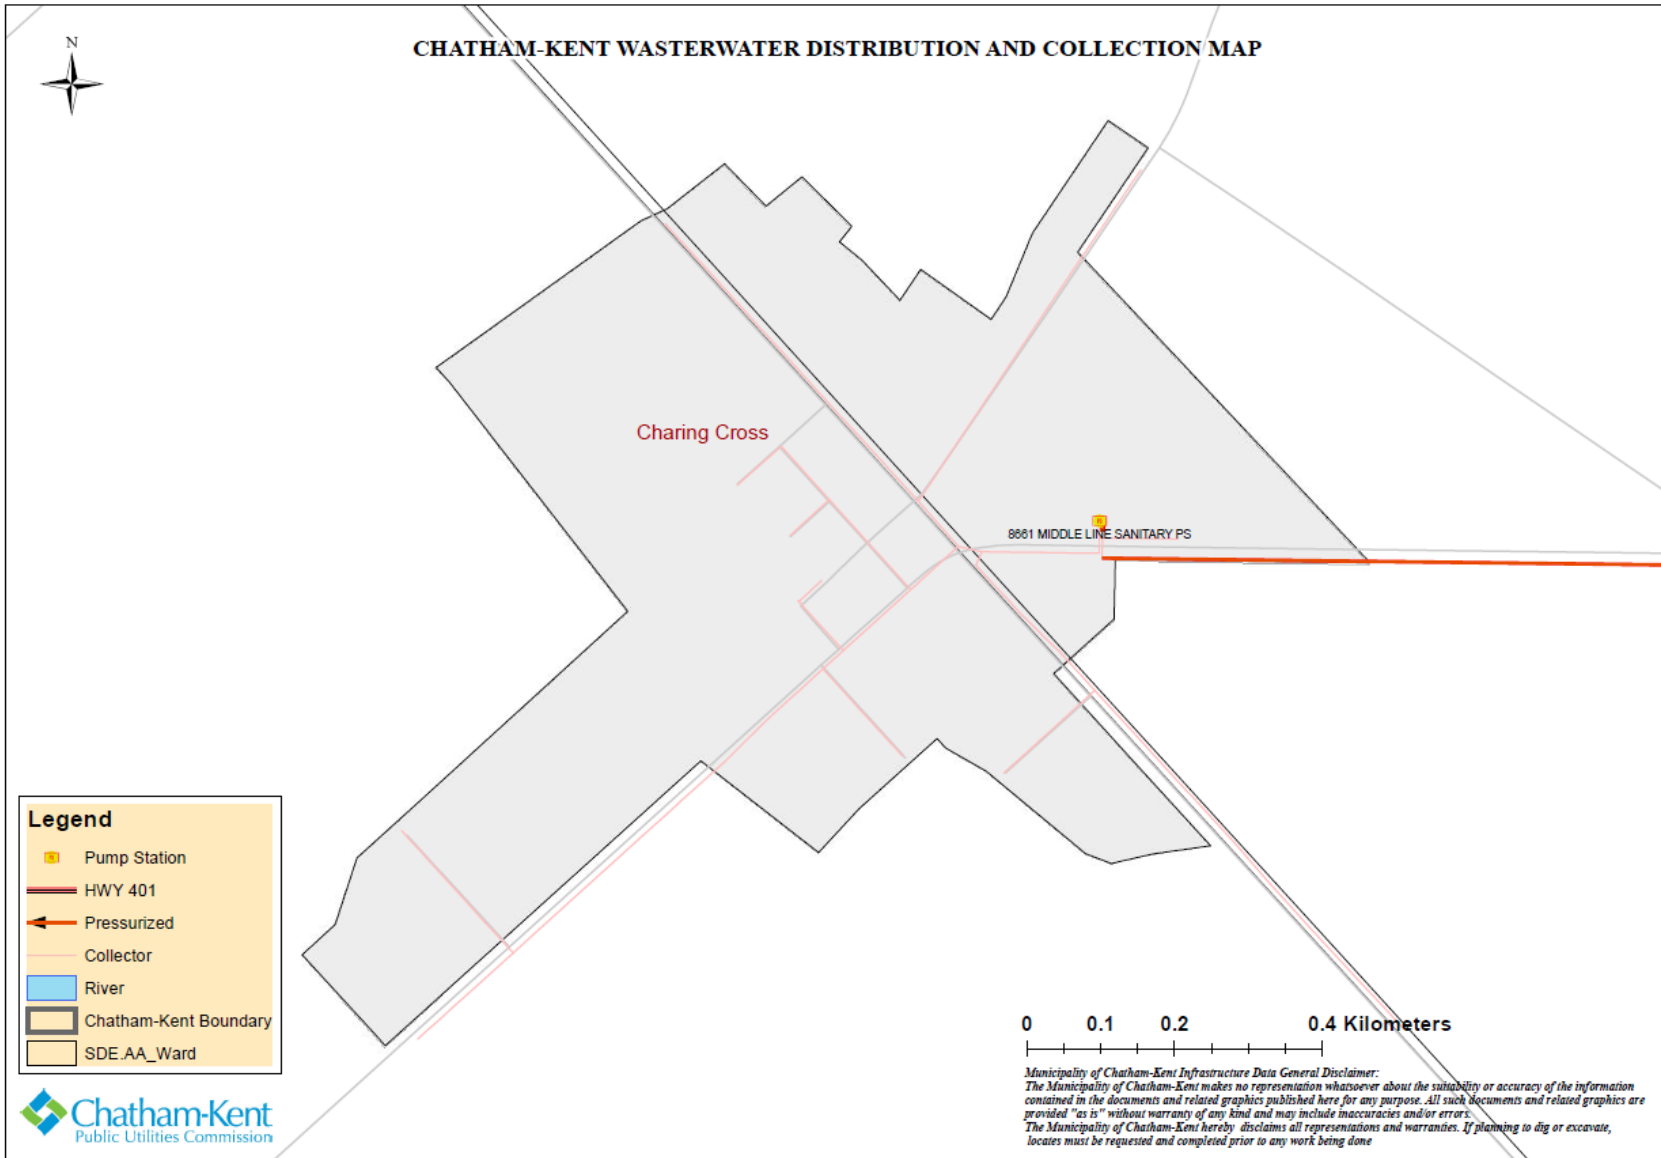 N
CHATHAM-KENT WASTERWATER DISTRIBUTION AND COLLECTION MAP
Charing Cross
8661 MIDDLE LINE SANITARY PS
Legend
Pump Station
HWY 401
Pressurized
Collector
River
Chatham-Kent Boundary
SDE.AA_Ward
Chatham-Kent
Public Utilities Commission
0 0.1 0.2 0.4 Kilometers
Municipality of Chatham-Kent Infrastructure Data General Disclaimer:
The Municipality of Chatham-Kent makes no representation whatsoever about the suitability or accuracy of the information
contained in the documents and related graphics published here for any purpose. All such documents and related graphics are
provided "as is" without warranty of any kind and may include inaccuracies and/or errors.
The Municipality of Chatham-Kent hereby disclaims all representations and warranties. If planning to dig or excavate,
locates must be requested and completed prior to any work being done